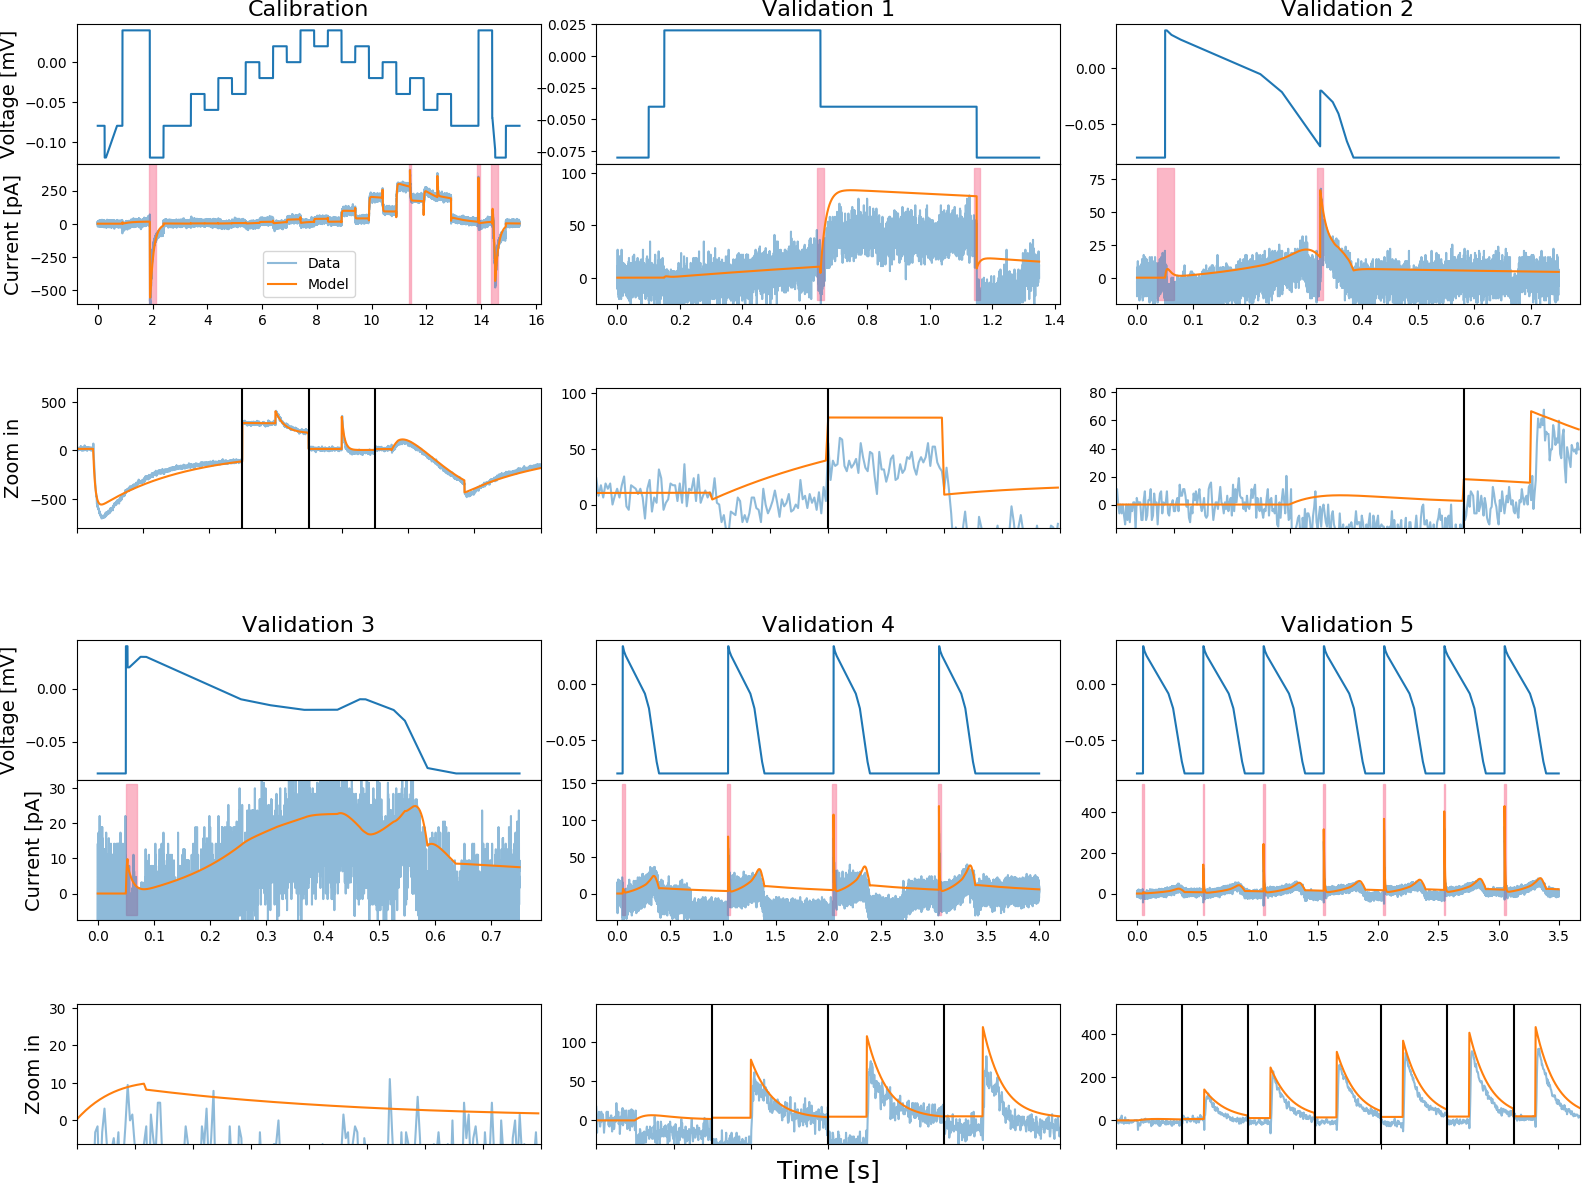 Calibration
Validation 1
Validation 2
Voltage [mV]
0.00
−0.05
−0.10
0.025
0.000
−0.025
−0.050
−0.075
0.00
−0.05
Current [pA]
250
0
−250
−500
Data
Model
0 2 4 6 8 10 12 14 16
100
50
0
0.0 0.2 0.4 0.6 0.8 1.0 1.2 1.4
75
50
25
0
0.0 0.1 0.2 0.3 0.4 0.5 0.6 0.7
Zoom in
500
0
−500
100
50
0
80
60
40
20
0
Validation 3
Validation 4
Validation 5
Voltage [mV]
0.00
−0.05
0.00
−0.05
0.00
−0.05
Current [pA]
30
20
10
0
0.0 0.1 0.2 0.3 0.4 0.5 0.6 0.7
150
100
50
0
0.0 0.5 1.0 1.5 2.0 2.5 3.0 3.5 4.0
400
200
0
0.0 0.5 1.0 1.5 2.0 2.5 3.0 3.5
Zoom in
30
20
10
0
100
50
0
400
200
0
Time [s]